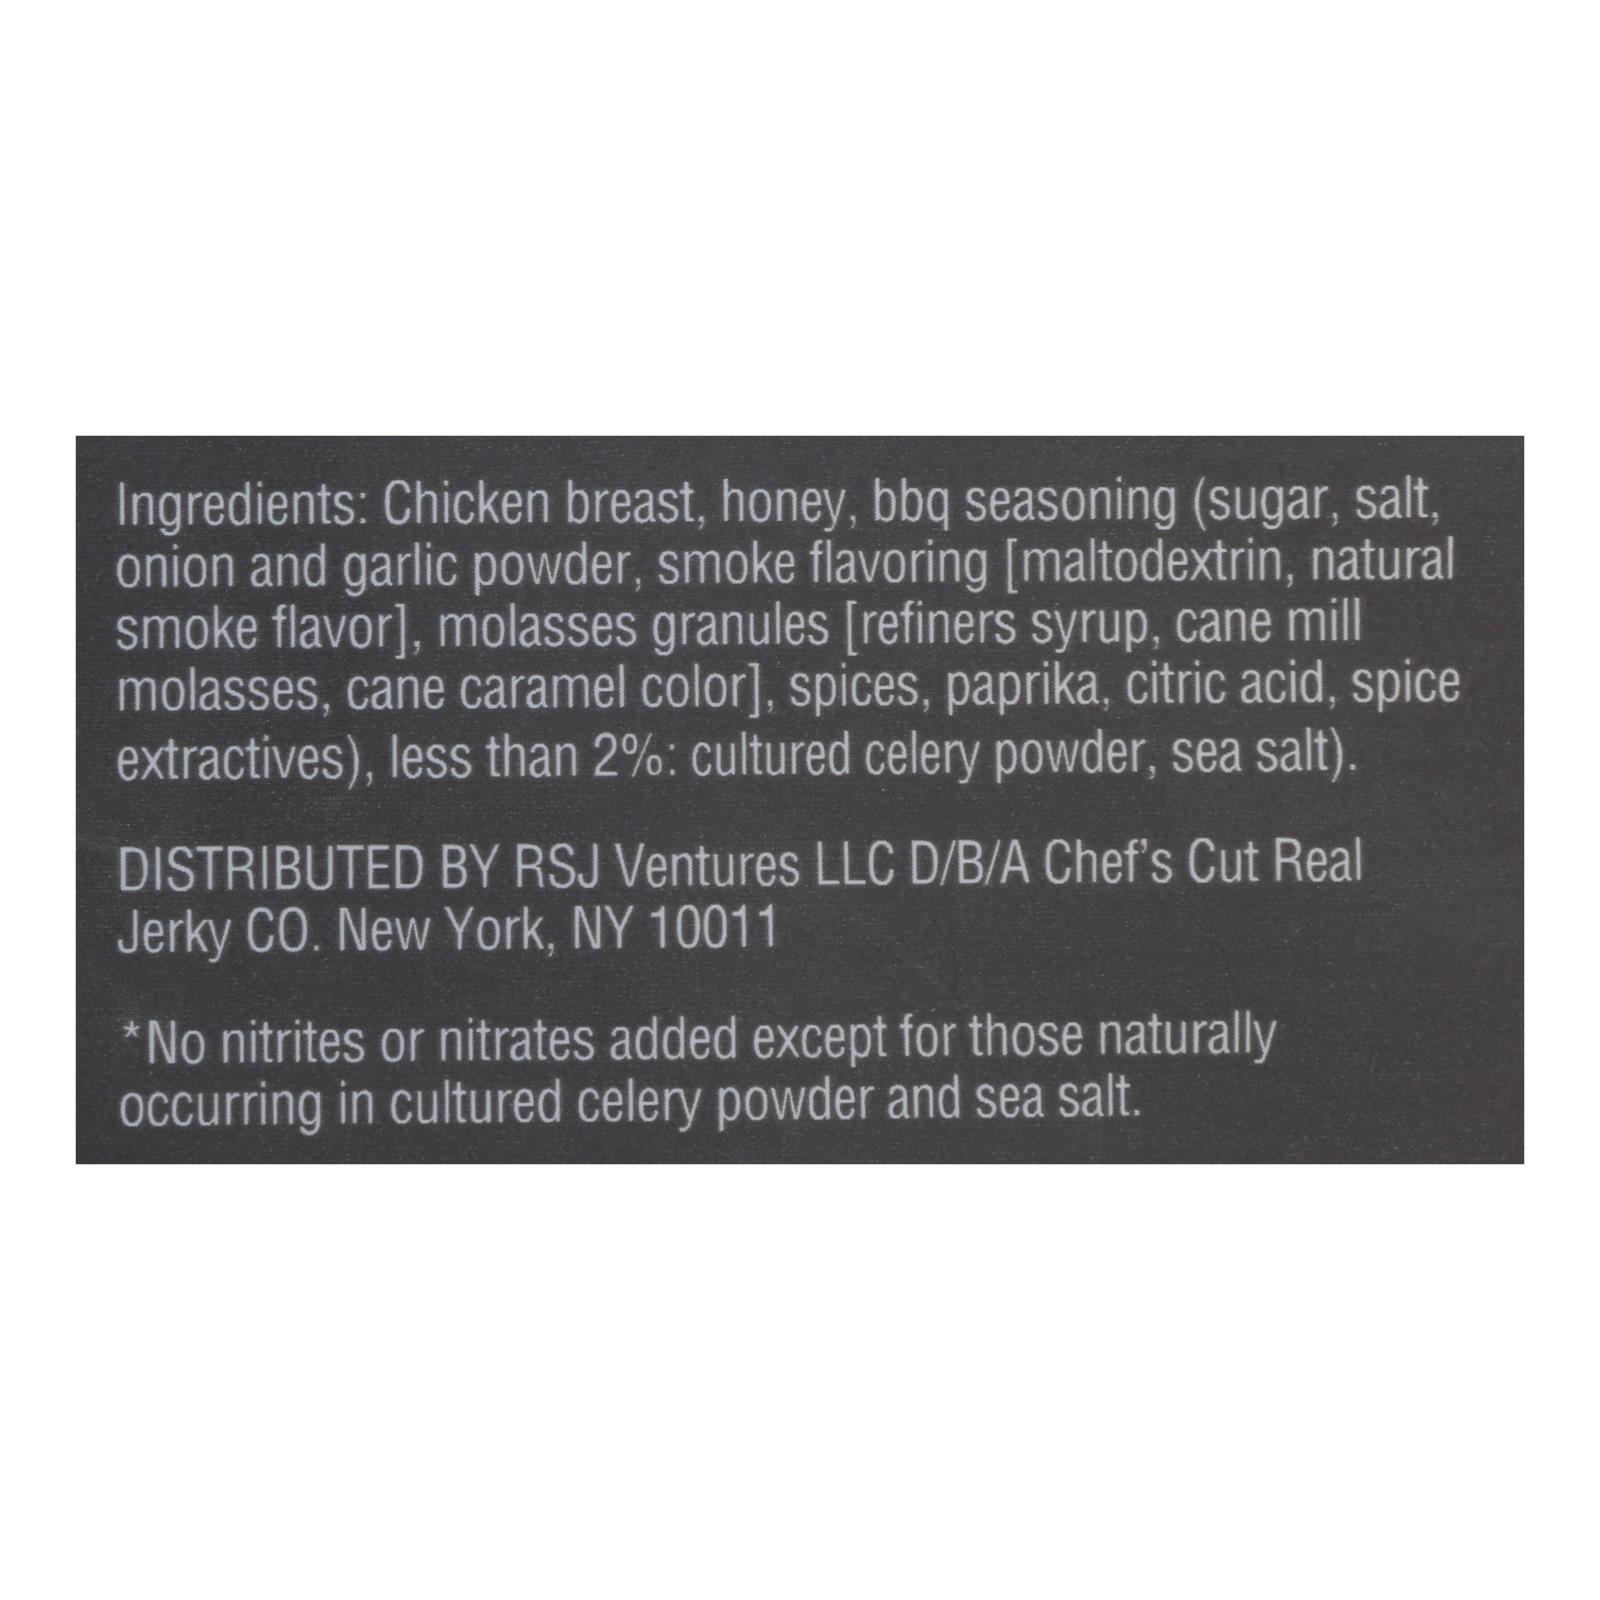 Ingredients: Chicken breast, honey, bbq seasoning (sugar, salt,
onion and garlic powder, smoke flavoring [maltodextrin, natural
smoke flavor], molasses granules [refiners syrup, cane mill
molasses, cane caramel color], spices, paprika, citric acid, spice
extractives), less than 2%: cultured celery powder, sea salt).
DISTRIBUTED BY RSJ Ventures LLC D/B/A Chef's Cut Real
Jerky CO. New York, NY 10011
*No nitrites or nitrates added except for those naturally
occurring in cultured celery powder and sea salt.